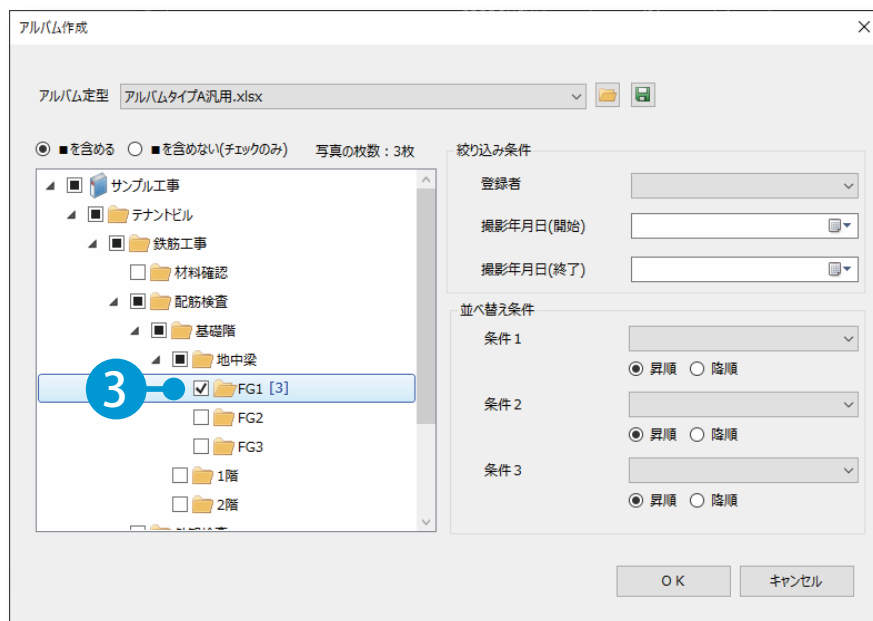 アルバム作成
アルバム定型 アルバムタイプA汎用.xlsx
■を含める ■を含めない(チェックのみ) 写真の枚数：3枚
サンプル工事
テナントビル
鉄筋工事
材料確認
配筋検査
基礎階
地中梁
3 FG1 [3]
FG2
FG3
1階
2階
絞り込み条件
登録者
撮影年月日(開始)
撮影年月日(終了)
並べ替え条件
条件1
昇順 降順
条件2
昇順 降順
条件3
昇順 降順
OK キャンセル